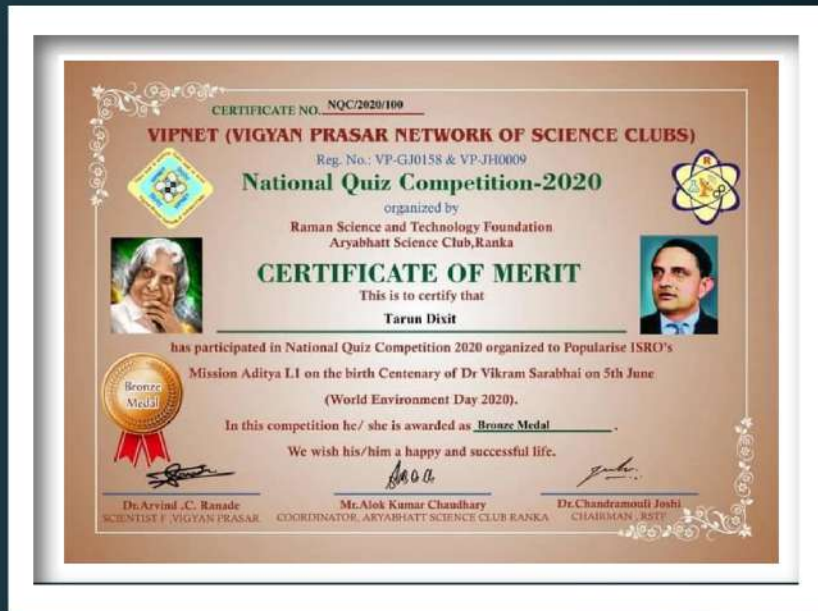 CERTIFICATE NO. NQC/2020/100
VIPNET (VIGYAN PRASAR NETWORK OF SCIENCE CLUBS)
Reg. No.: VP-GJ0158 & VP-JH0009
National Quiz Competition-2020
organized by
Raman Science and Technology Foundation
Aryabhatt Science Club,Ranka
CERTIFICATE OF MERIT
This is to certify that
Tarun Dixit
has participated in National Quiz Competition 2020 organized to Popularise ISRO's
Mission Aditya L1 on the birth Centenary of Dr Vikram Sarabhai on 5th June
(World Environment Day 2020).
Bronze
Medal
In this competition he/ she is awarded as Bronze Medal .
We wish his/him a happy and successful life.
Dr.Arvind .C. Ranade
SCIENTIST F ,VIGYAN PRASAR
Mr.Alok Kumar Chaudhary
COORDINATOR, ARYABHATT SCIENCE CLUB RANKA
Dr.Chandramouli Joshi
CHAIRMAN , RSTF